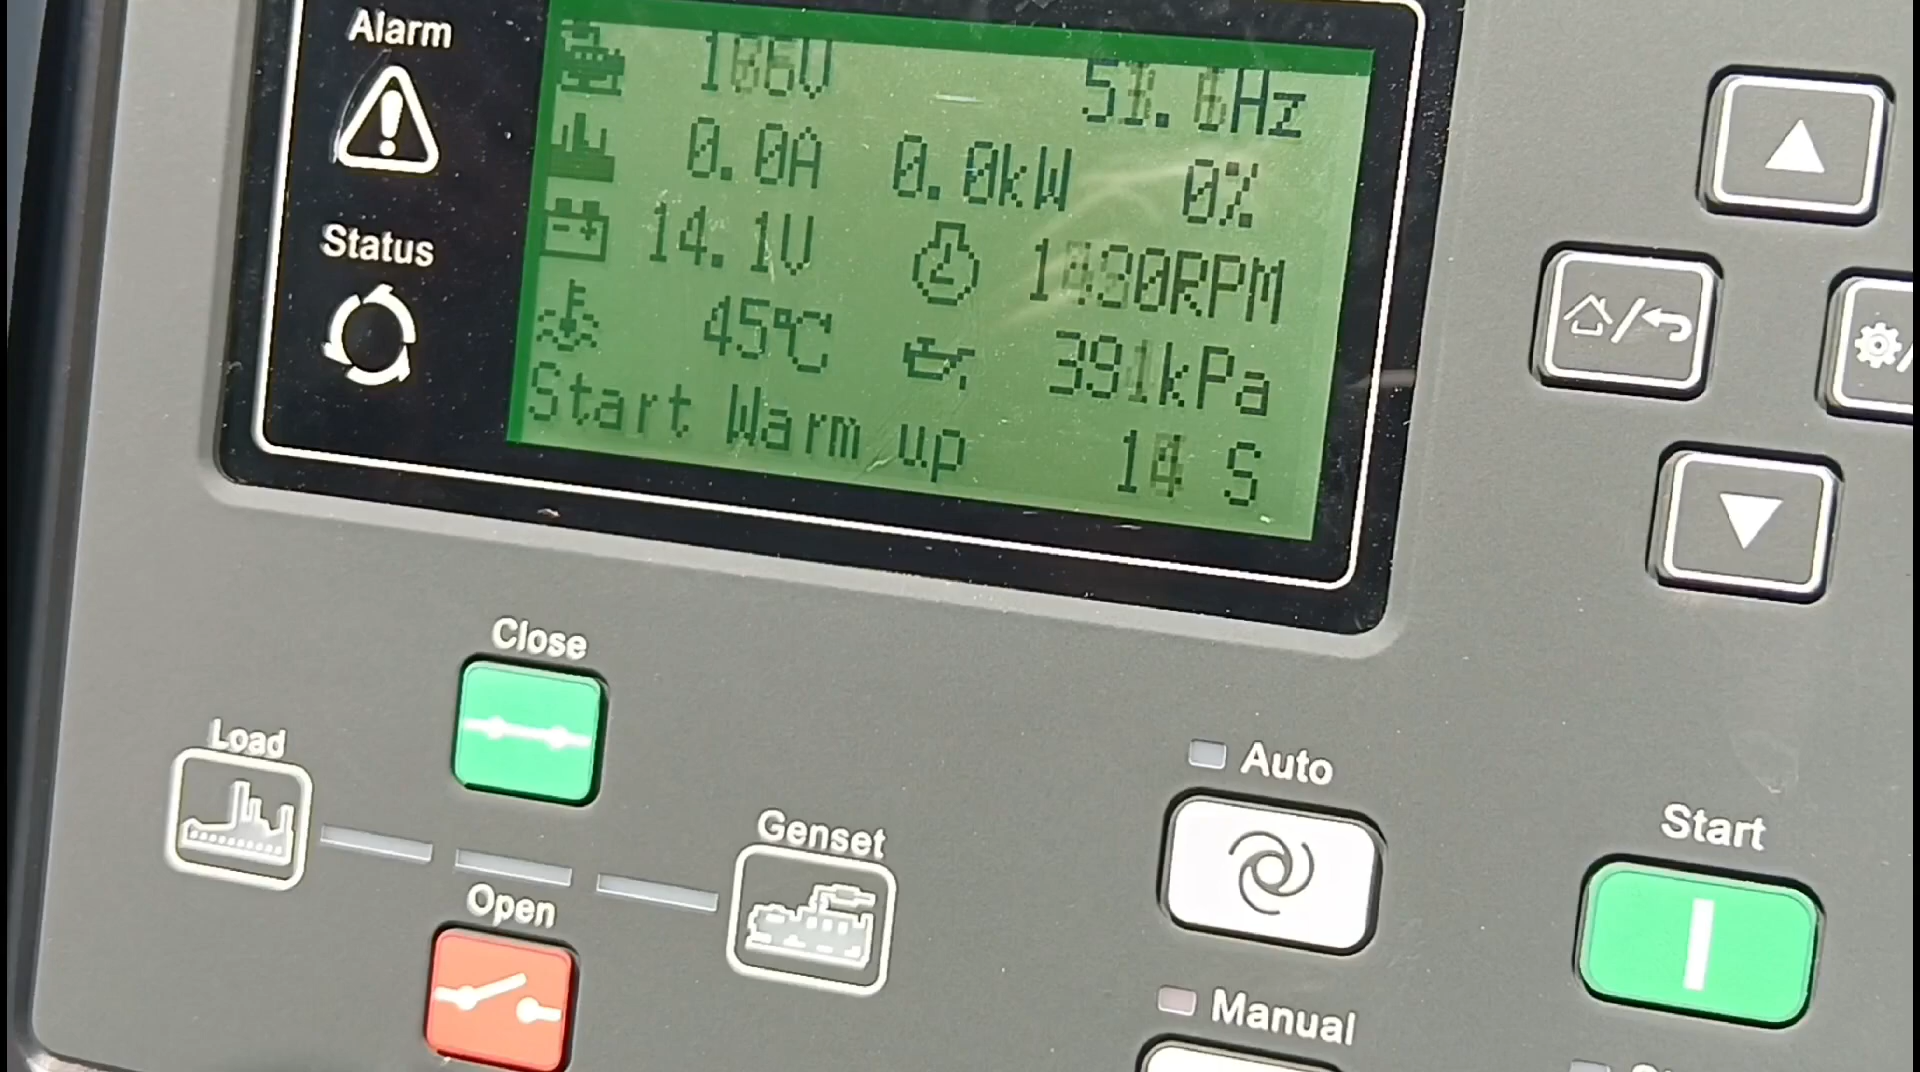 Alarm
0.0A 0.0kW 0%
Status
14.1V
45℃ kPa
Start Warm up S
Close
Load
Auto
Genset
Start
Open
Manual